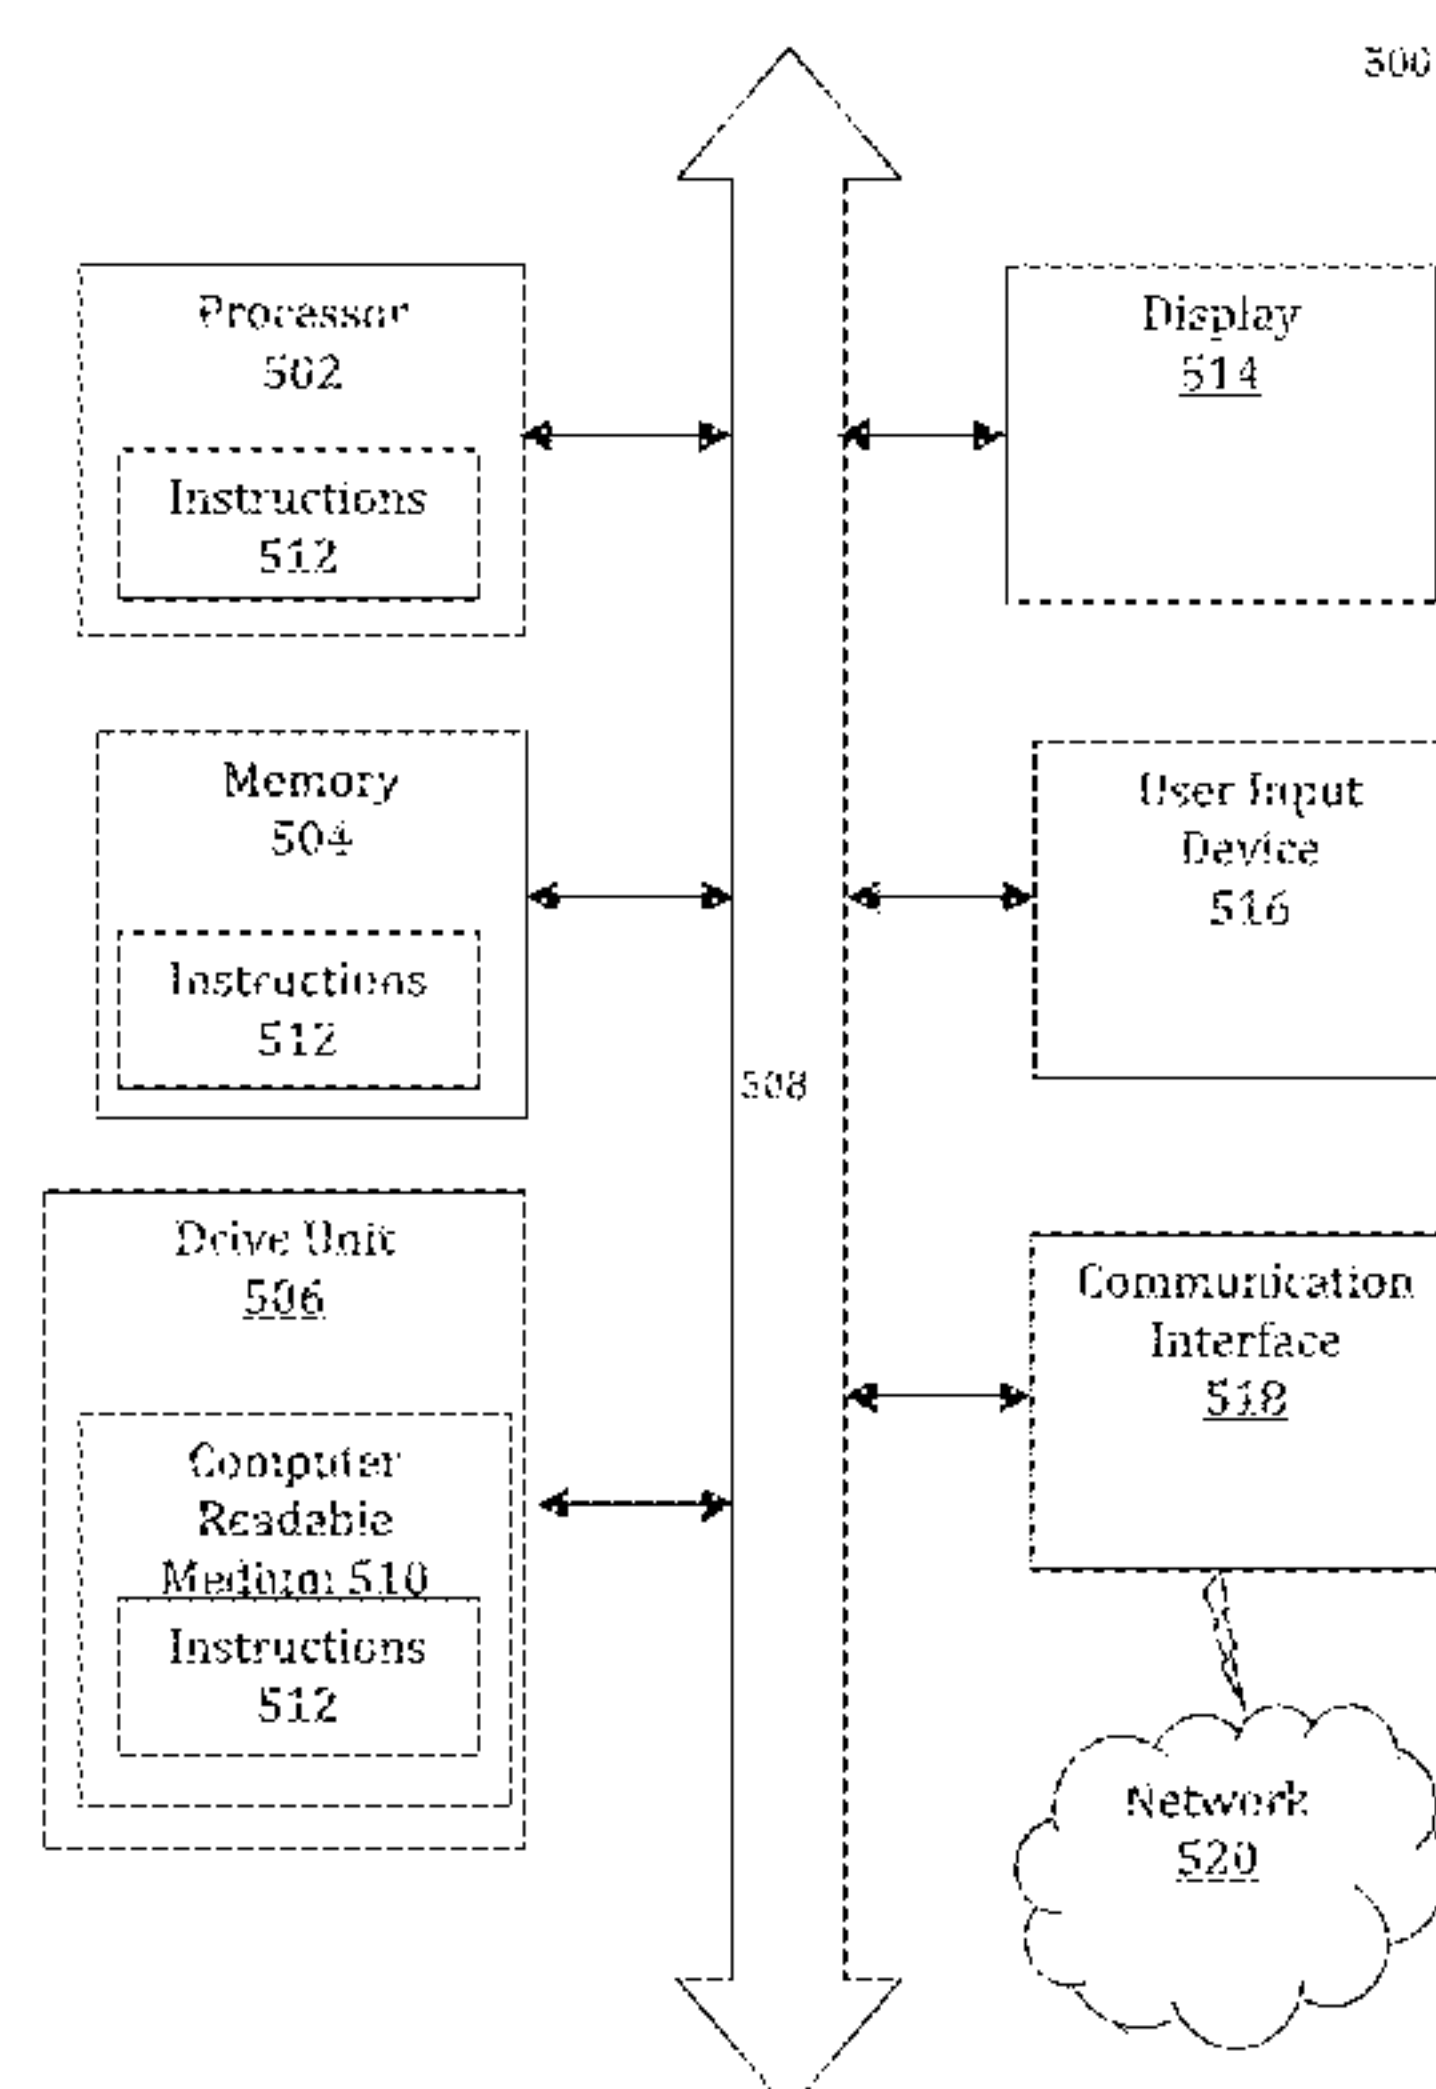 500
Processor
502
Instructions
512
Display
514
Memory
504
Instructions
512
User Input
Device
516
508
Drive Unit
506
Computer
Readable
Medium 510
Instructions
512
Communication
Interface
518
Network
520